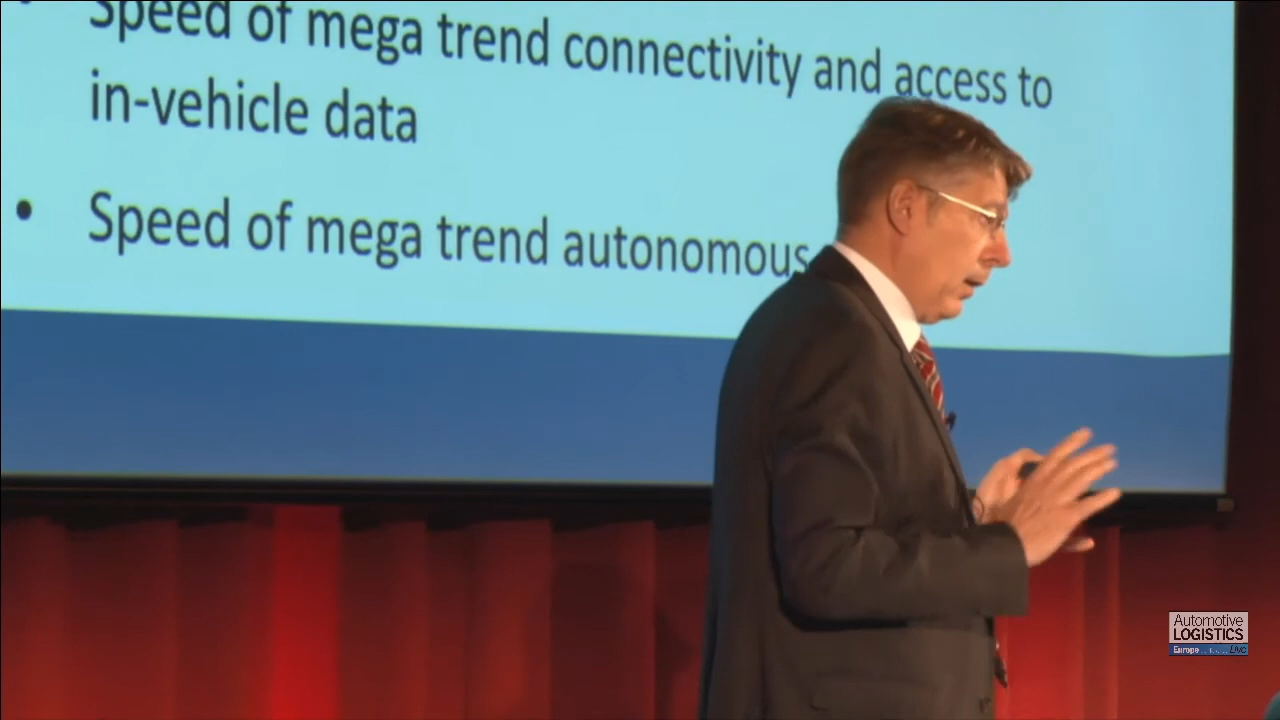 Speed of mega trend connectivity and access to
in-vehicle data
• Speed of mega trend autonomous
Automotive
LOGISTICS
Europe
Live